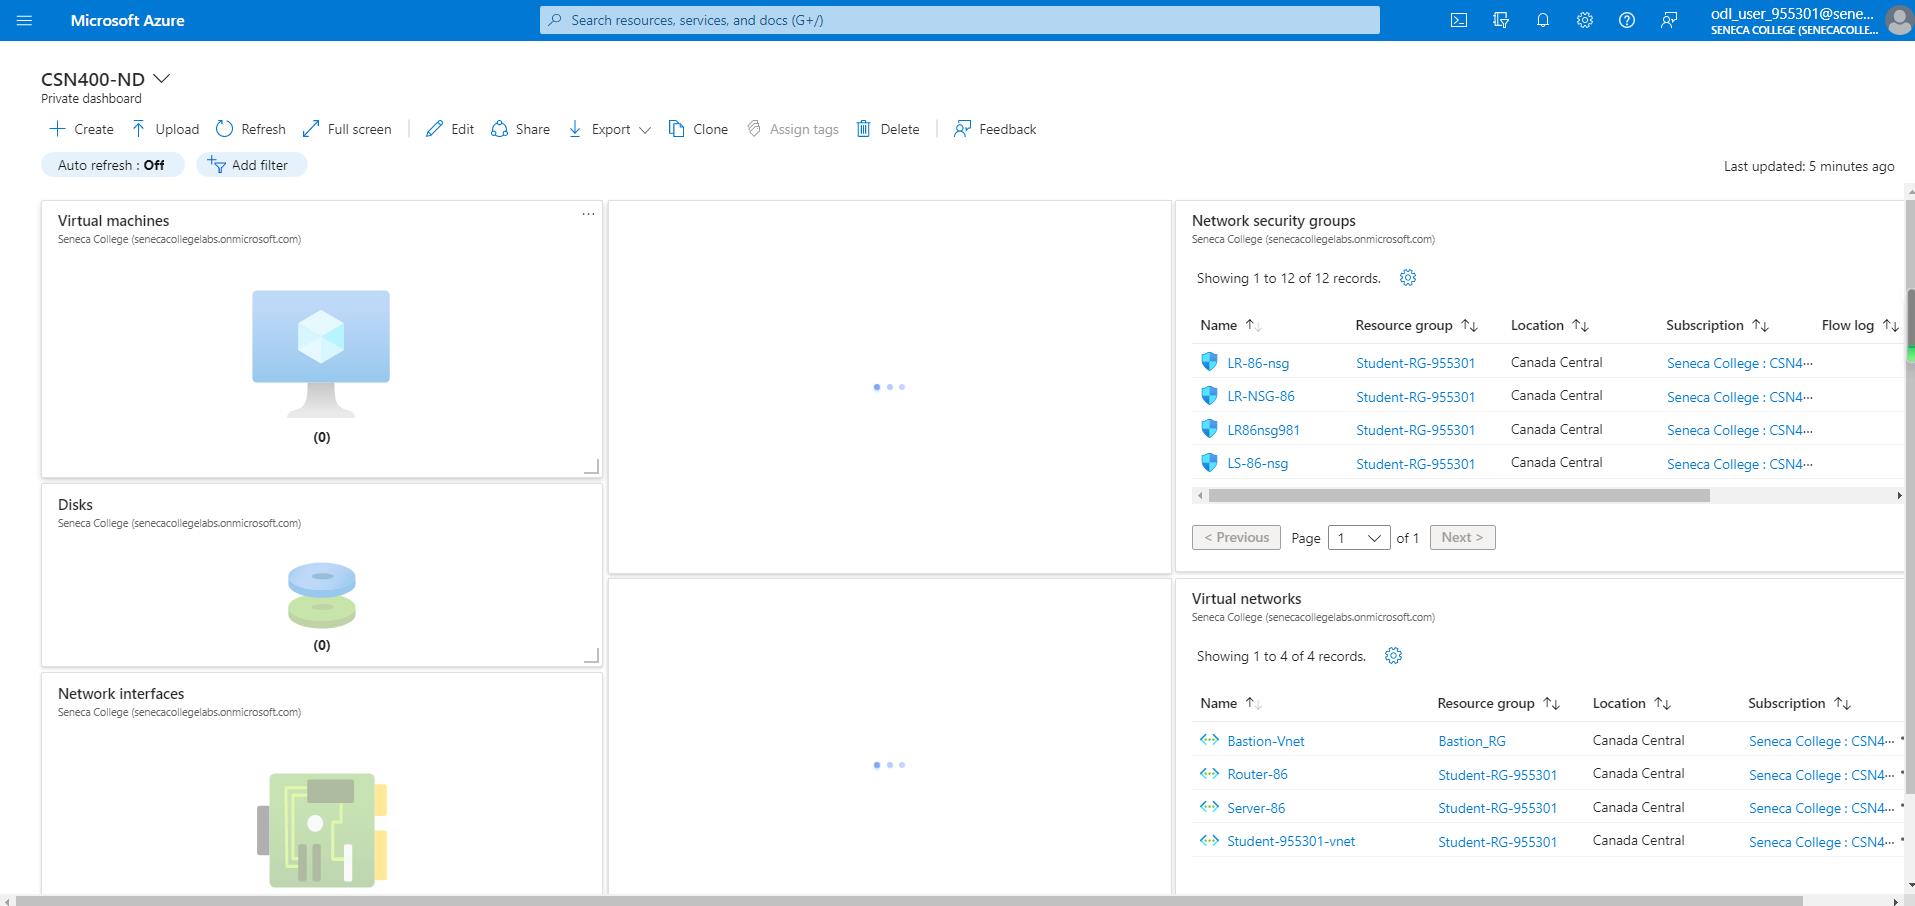 Microsoft Azure
Search resources, services, and docs (G+/)
odl_user_955301@sene...
SENECA COLLEGE (SENECACOLLE...
CSN400-ND
Private dashboard
Create
Upload
Refresh
Full screen
Edit
Share
Export
Clone
Assign tags
Delete
Feedback
Auto refresh : Off
Add filter
Last updated: 5 minutes ago
Virtual machines
Seneca College (senecacollegelabs.onmicrosoft.com)
(0)
Disks
Seneca College (senecacollegelabs.onmicrosoft.com)
(0)
Network interfaces
Seneca College (senecacollegelabs.onmicrosoft.com)
Network security groups
Seneca College (senecacollegelabs.onmicrosoft.com)
Showing 1 to 12 of 12 records.
Name Resource group Location Subscription Flow log
LR-86-nsg Student-RG-955301 Canada Central Seneca College : CSN4...
LR-NSG-86 Student-RG-955301 Canada Central Seneca College : CSN4...
LR86nsg981 Student-RG-955301 Canada Central Seneca College : CSN4...
LS-86-nsg Student-RG-955301 Canada Central Seneca College : CSN4...
< Previous Page 1 of 1 Next >
Virtual networks
Seneca College (senecacollegelabs.onmicrosoft.com)
Showing 1 to 4 of 4 records.
Name Resource group Location Subscription
Bastion-Vnet Bastion_RG Canada Central Seneca College : CSN4...
Router-86 Student-RG-955301 Canada Central Seneca College : CSN4...
Server-86 Student-RG-955301 Canada Central Seneca College : CSN4...
Student-955301-vnet Student-RG-955301 Canada Central Seneca College : CSN4...